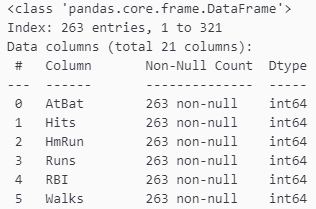 <class 'pandas.core.frame.DataFrame'>
Index: 263 entries, 1 to 321
Data columns (total 21 columns):
 #   Column     Non-Null Count  Dtype
---  ------     --------------  -----
 0   AtBat      263 non-null    int64
 1   Hits       263 non-null    int64
 2   HmRun      263 non-null    int64
 3   Runs       263 non-null    int64
 4   RBI        263 non-null    int64
 5   Walks      263 non-null    int64